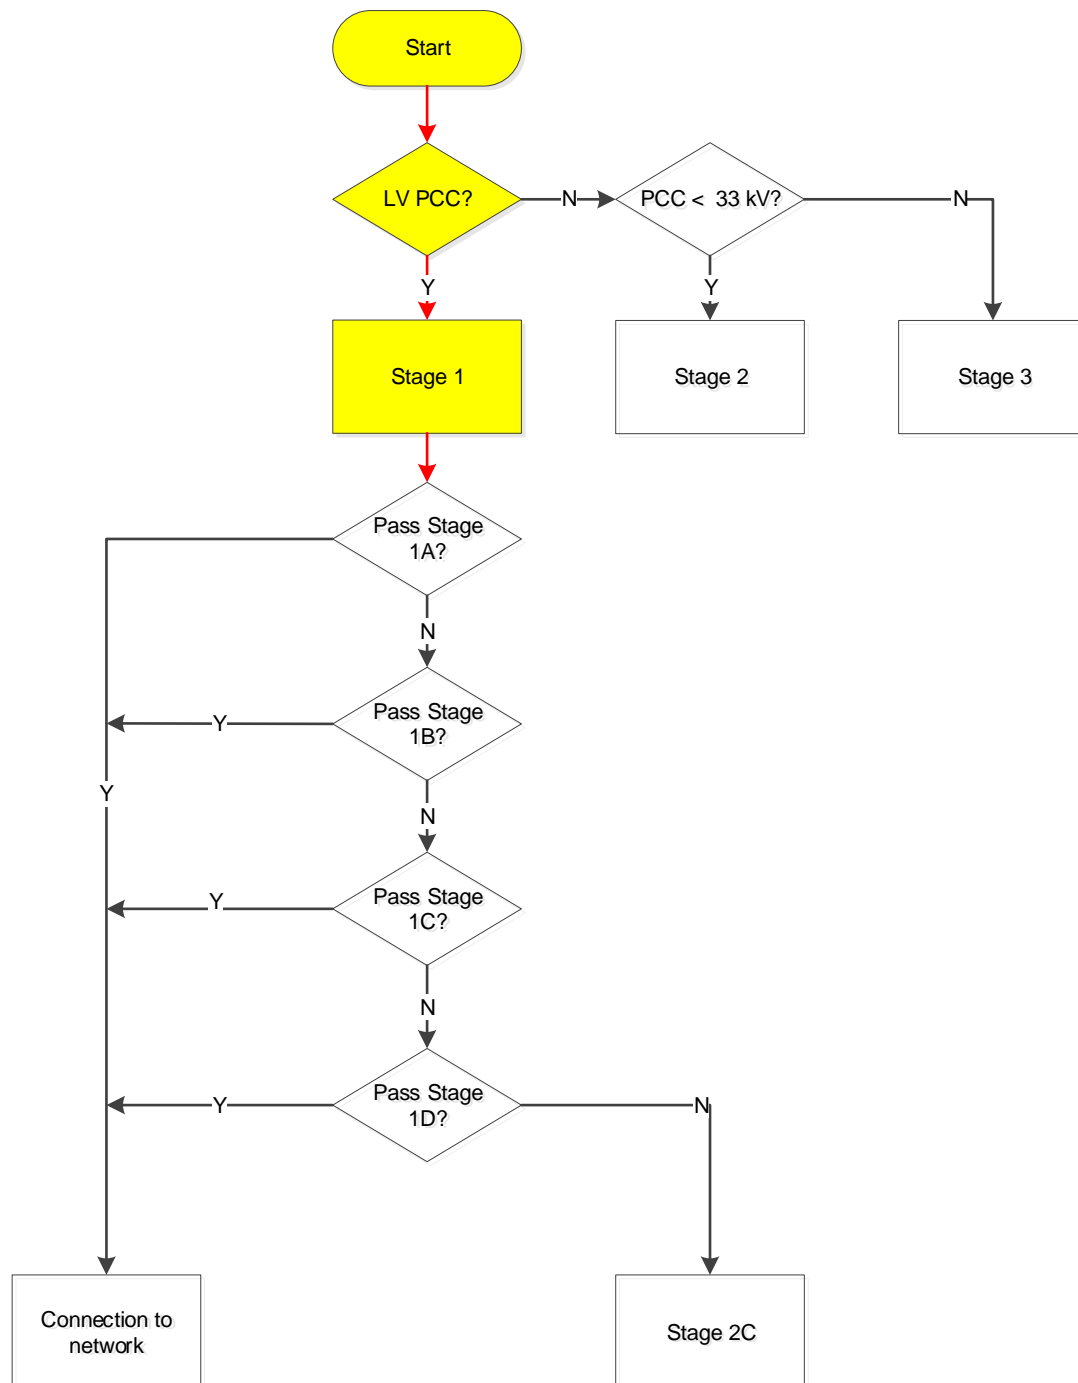 Start
LV PCC?
N
PCC < 33 kV?
N
Y
Y
Stage 1
Stage 2
Stage 3
Pass Stage
1A?
N
Pass Stage
1B?
Y
Y
N
Pass Stage
1C?
Y
N
Pass Stage
1D?
Y
N
Connection to
network
Stage 2C